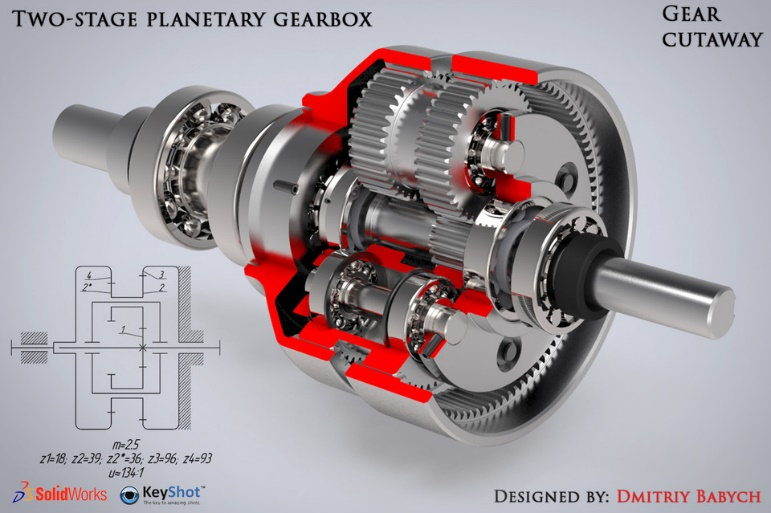 Two-stage planetary gearbox
Gear
cutaway
4
3
2*
2
1
m=2.5
z1=18; z2=39; z2*=36; z3=96; z4=93
u≈134:1
SolidWorks
KeyShot™
The key to amazing shots.
Designed by: Dmitriy Babych